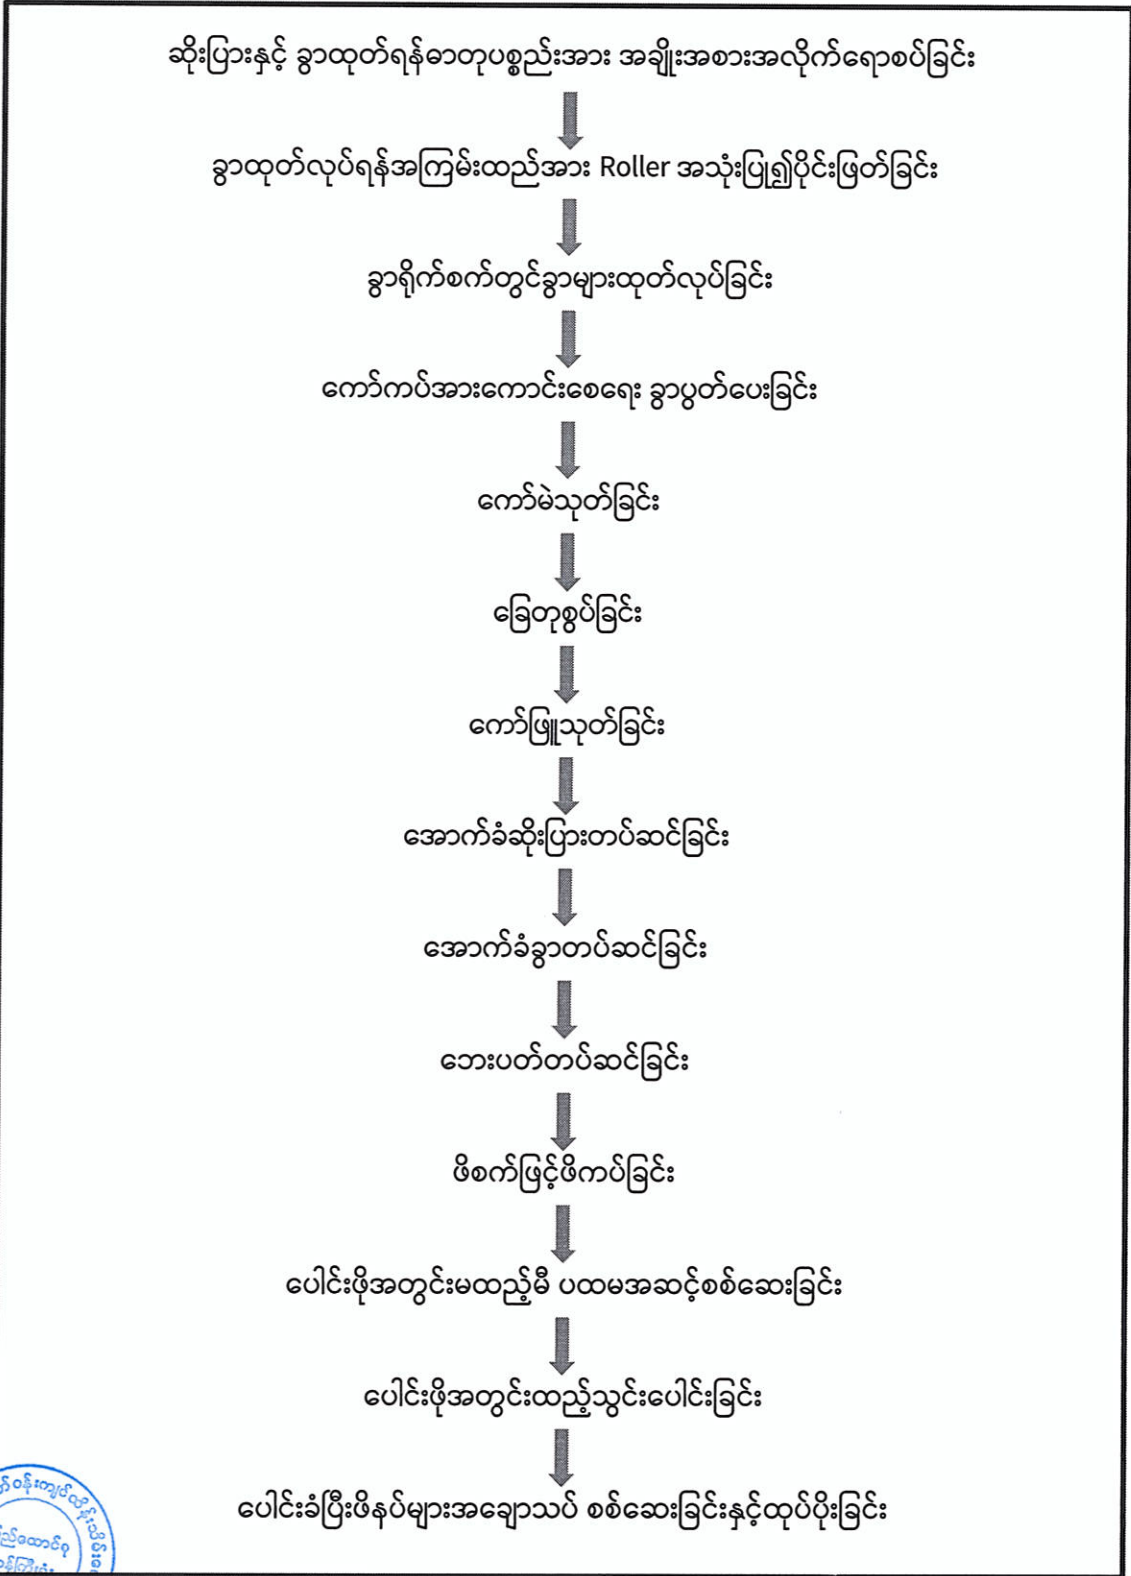 ဆိုးပြားနှင့် ခွာထုတ်ရန်ဓာတုပစ္စည်းအား အချိုးအစားအလိုက်ရောစပ်ခြင်း
ခွာထုတ်လုပ်ရန်အကြမ်းထည်အား Roller အသုံးပြု၍ပိုင်းဖြတ်ခြင်း
ခွာရိုက်စက်တွင်ခွာများထုတ်လုပ်ခြင်း
ကော်ကပ်အားကောင်းစေရေး ခွာပွတ်ပေးခြင်း
ကော်မဲသုတ်ခြင်း
ခြေတုစွပ်ခြင်း
ကော်ဖြူသုတ်ခြင်း
အောက်ခံဆိုးပြားတပ်ဆင်ခြင်း
အောက်ခံခွာတပ်ဆင်ခြင်း
ဘေးပတ်တပ်ဆင်ခြင်း
ဖိစက်ဖြင့်ဖိကပ်ခြင်း
ပေါင်းဖိုအတွင်းမထည့်မီ ပထမအဆင့်စစ်ဆေးခြင်း
ပေါင်းဖိုအတွင်းထည့်သွင်းပေါင်းခြင်း
ပေါင်းခံပြီးဖိနပ်များအချောသပ် စစ်ဆေးခြင်းနှင့်ထုပ်ပိုးခြင်း